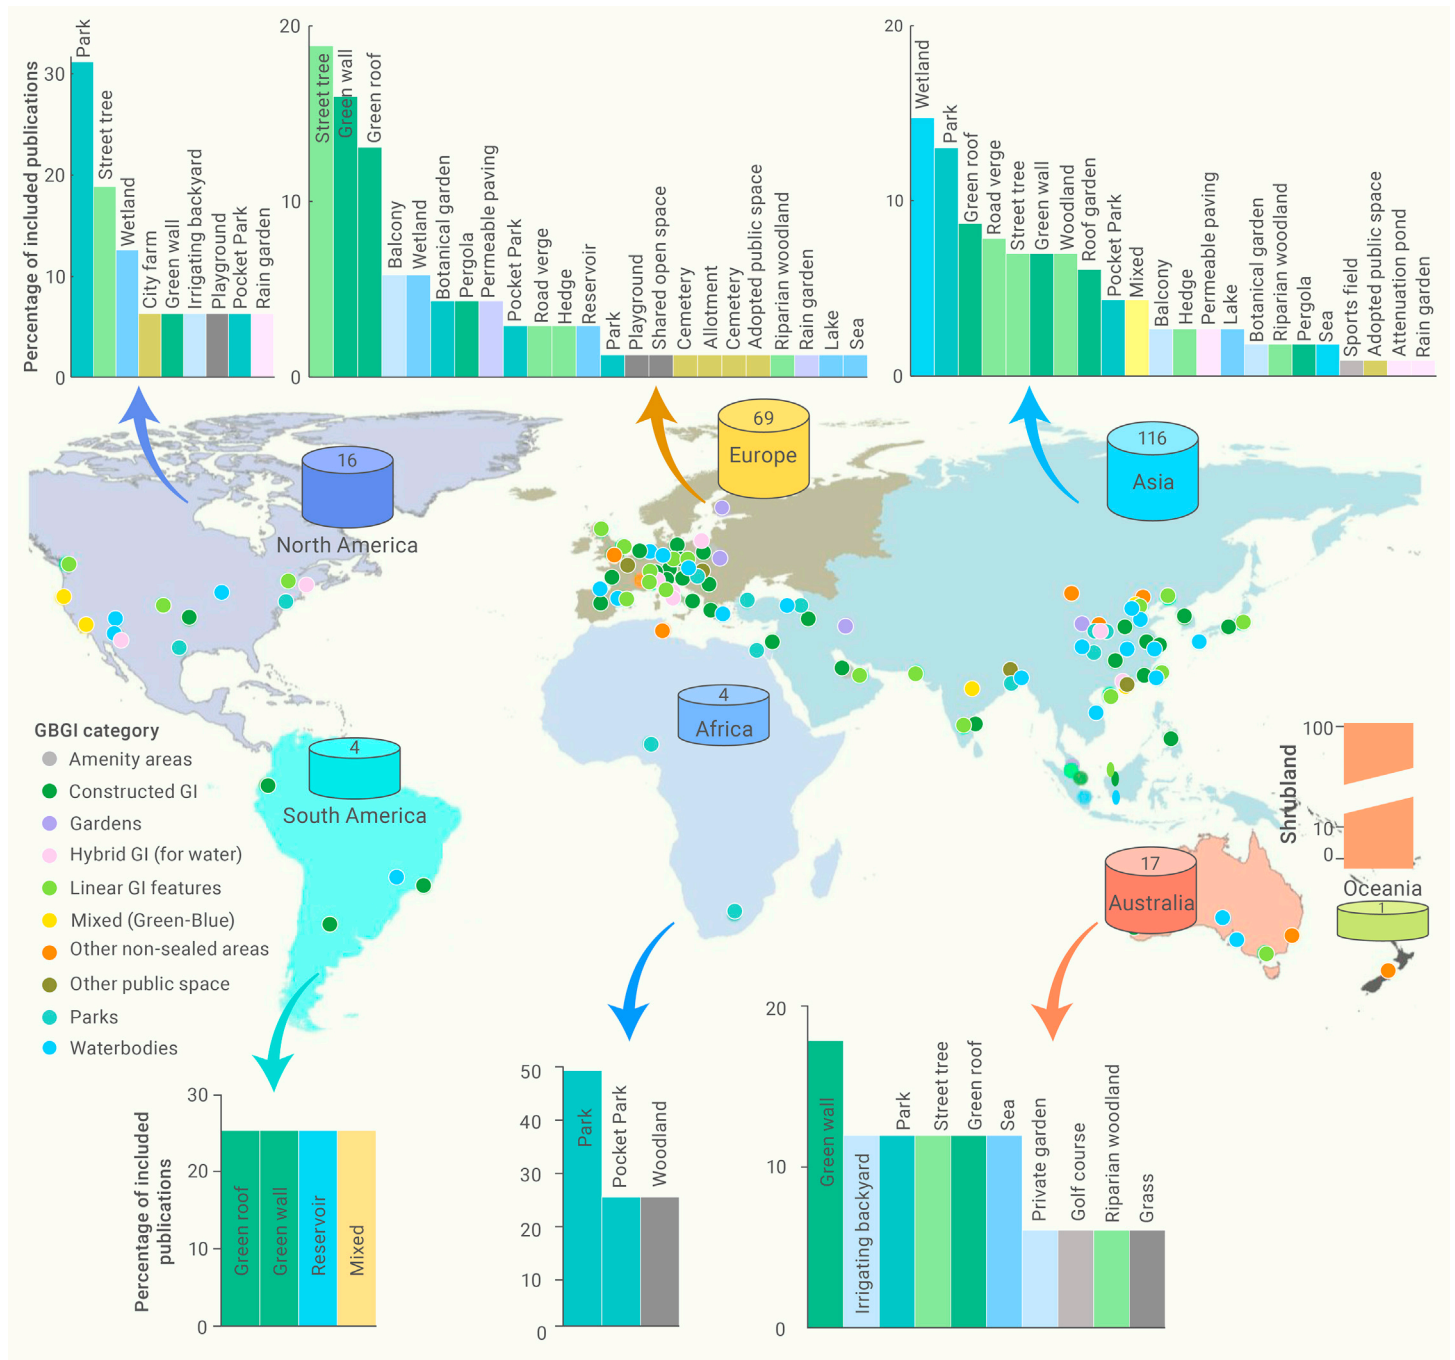 Percentage of included publications
30
20
10
0
Park
Street tree
Wetland
City farm
Green wall
Irrigating backyard
Playground
Pocket Park
Rain garden
20
10
0
Street tree
Green wall
Green roof
Balcony
Wetland
Botanical garden
Pergola
Permeable paving
Pocket Park
Road verge
Hedge
Reservoir
Park
Playground
Shared open space
Cemetery
Allotment
Cemetery
Adopted public space
Riparian woodland
Rain garden
Lake
Sea
20
10
0
Wetland
Park
Green roof
Road verge
Street tree
Green wall
Woodland
Roof garden
Pocket Park
Mixed
Balcony
Hedge
Permeable paving
Lake
Botanical garden
Riparian woodland
Pergola
Sea
Sports field
Adopted public space
Attenuation pond
Rain garden
16
North America
69
Europe
116
Asia
4
Africa
4
South America
17
Australia
Shrubland
100
10
0
Oceania
1
GBGI category
Amenity areas
Constructed GI
Gardens
Hybrid GI (for water)
Linear GI features
Mixed (Green-Blue)
Other non-sealed areas
Other public space
Parks
Waterbodies
Percentage of included
publications
30
20
10
0
Green roof
Green wall
Reservoir
Mixed
50
40
30
20
10
0
Park
Pocket Park
Woodland
20
10
0
Green wall
Irrigating backyard
Park
Street tree
Green roof
Sea
Private garden
Golf course
Riparian woodland
Grass